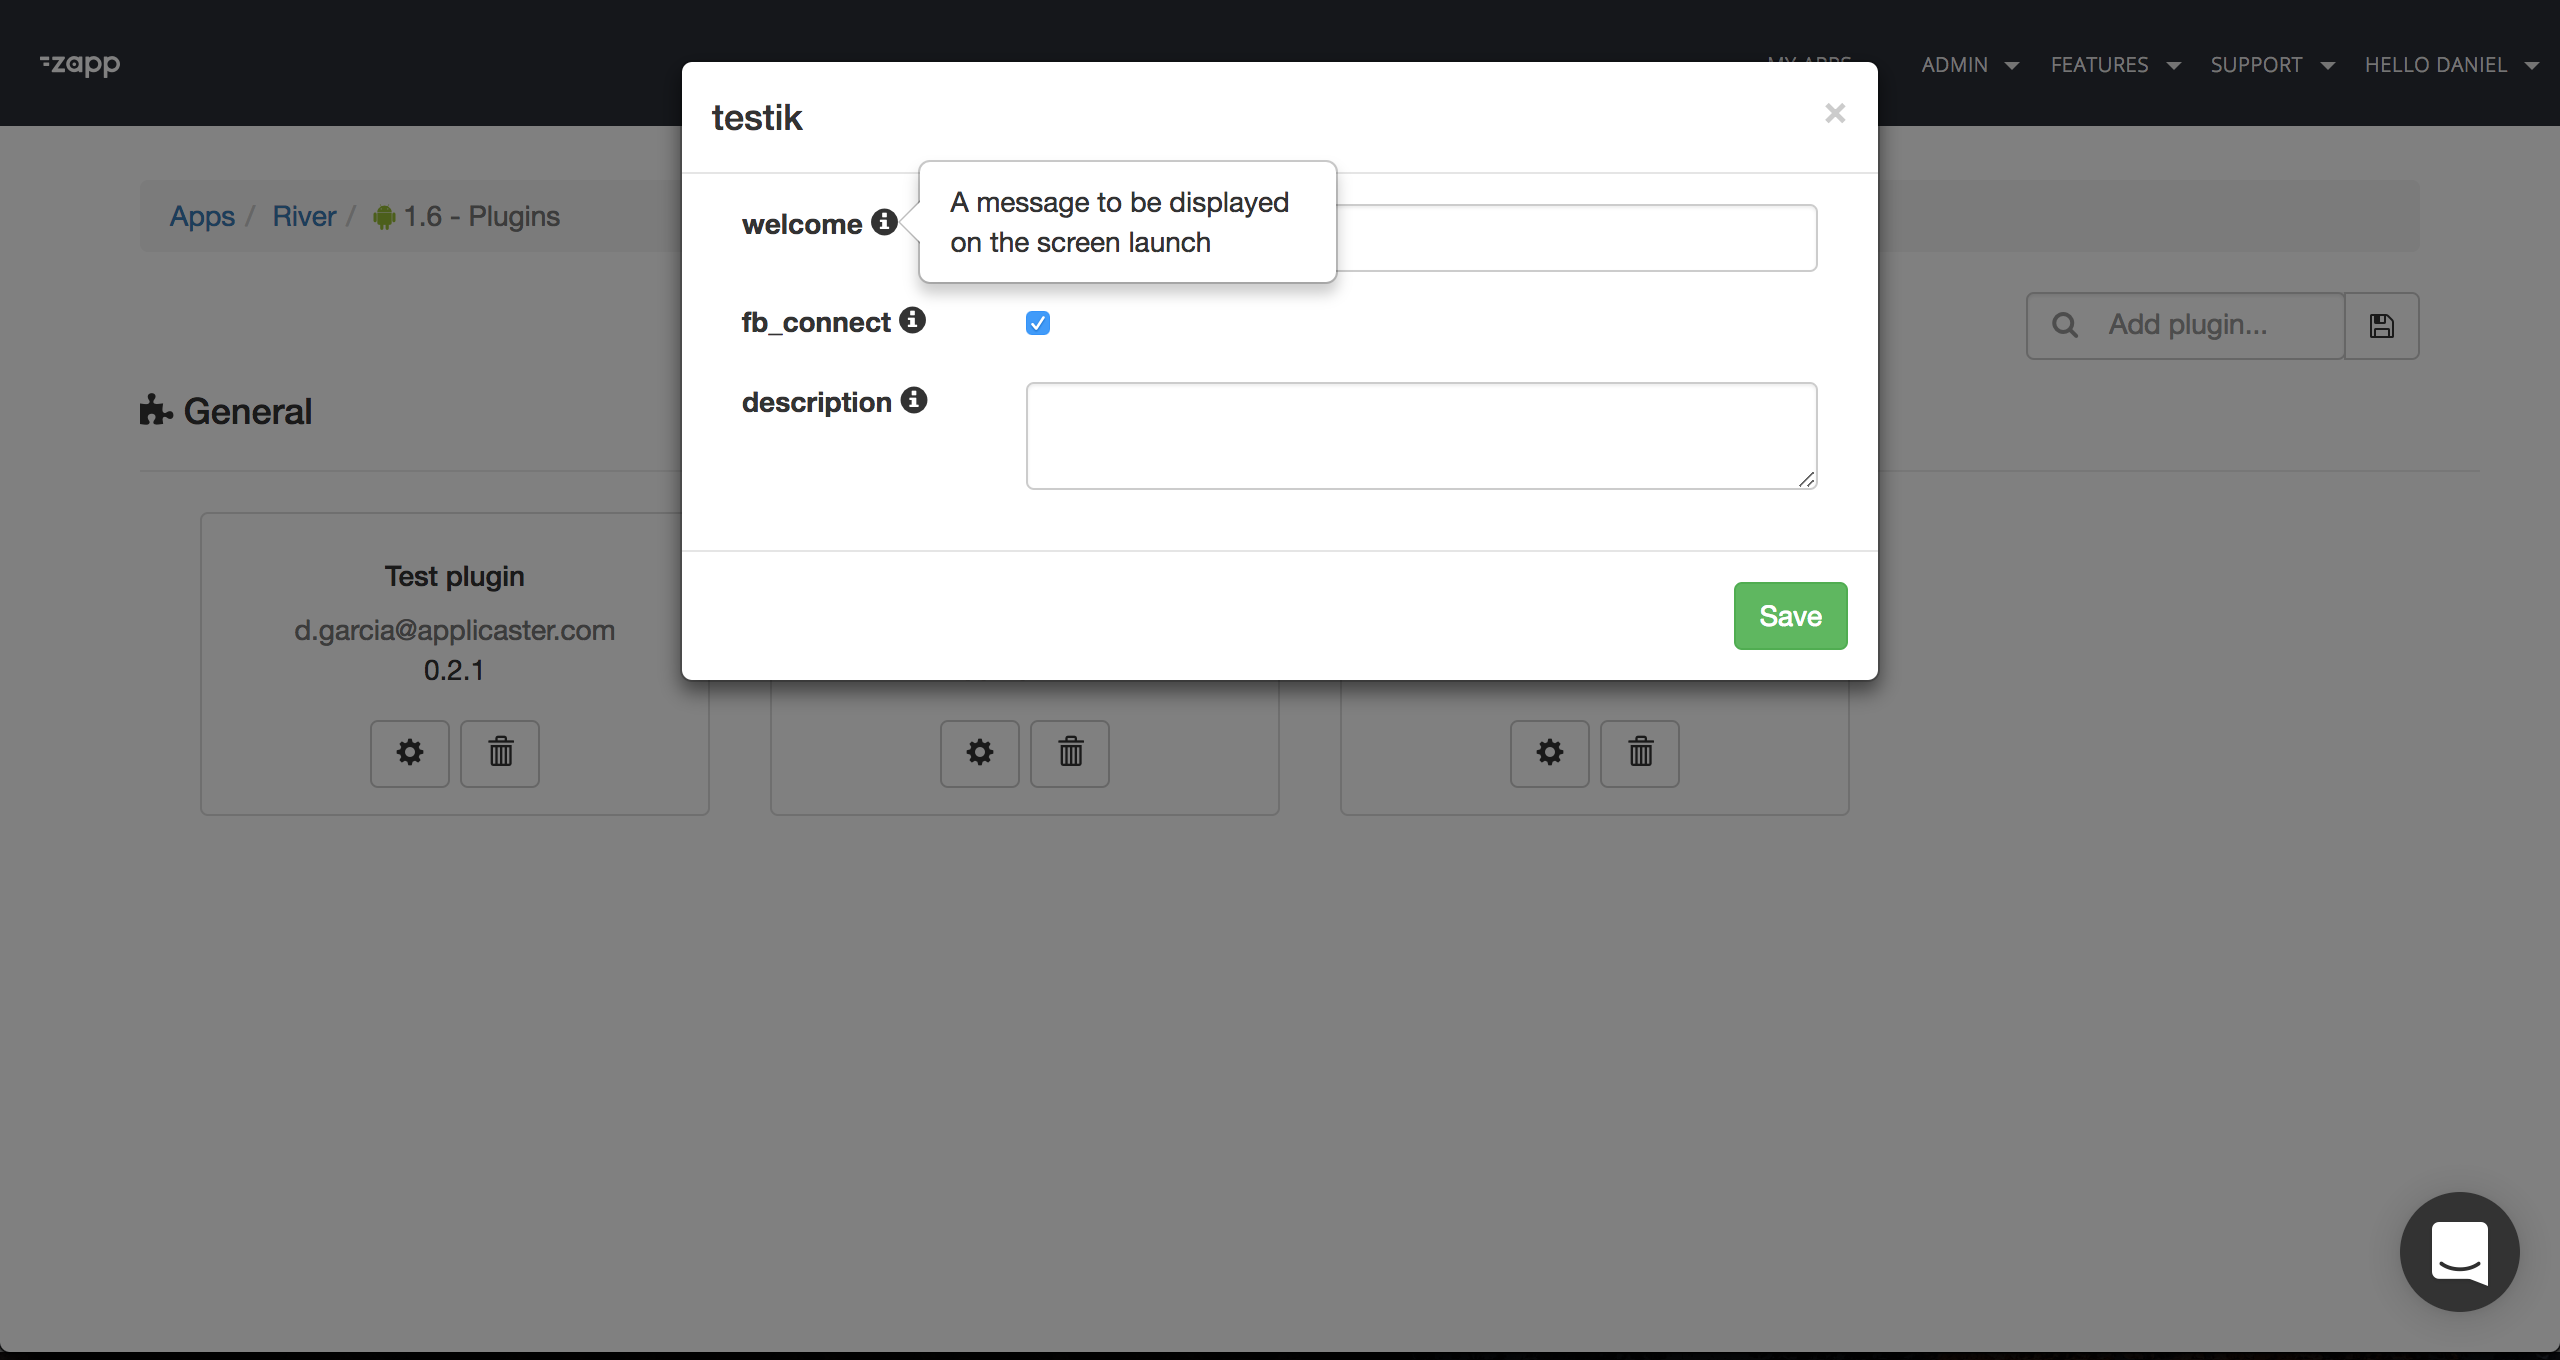 zapp
MY APPS
ADMIN
FEATURES
SUPPORT
HELLO DANIEL
testik
×
Apps / River / 1.6 - Plugins
welcome
A message to be displayed
on the screen launch
fb_connect
Add plugin...
description
General
Test plugin
d.garcia@applicaster.com
0.2.1
Save